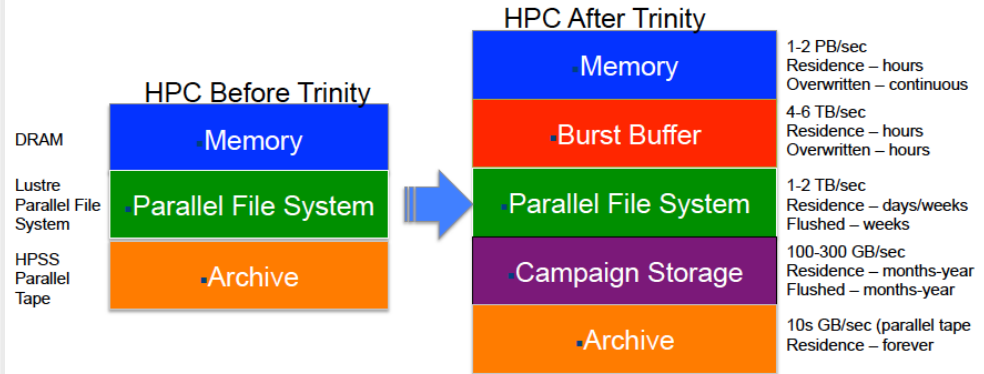 HPC Before Trinity
DRAM
Memory
Lustre
Parallel File
System
Parallel File System
HPSS
Parallel
Tape
Archive
HPC After Trinity
Memory
1-2 PB/sec
Residence – hours
Overwritten – continuous
Burst Buffer
4-6 TB/sec
Residence – hours
Overwritten – hours
Parallel File System
1-2 TB/sec
Residence – days/weeks
Flushed – weeks
Campaign Storage
100-300 GB/sec
Residence – months-year
Flushed – months-year
Archive
10s GB/sec (parallel tape
Residence – forever